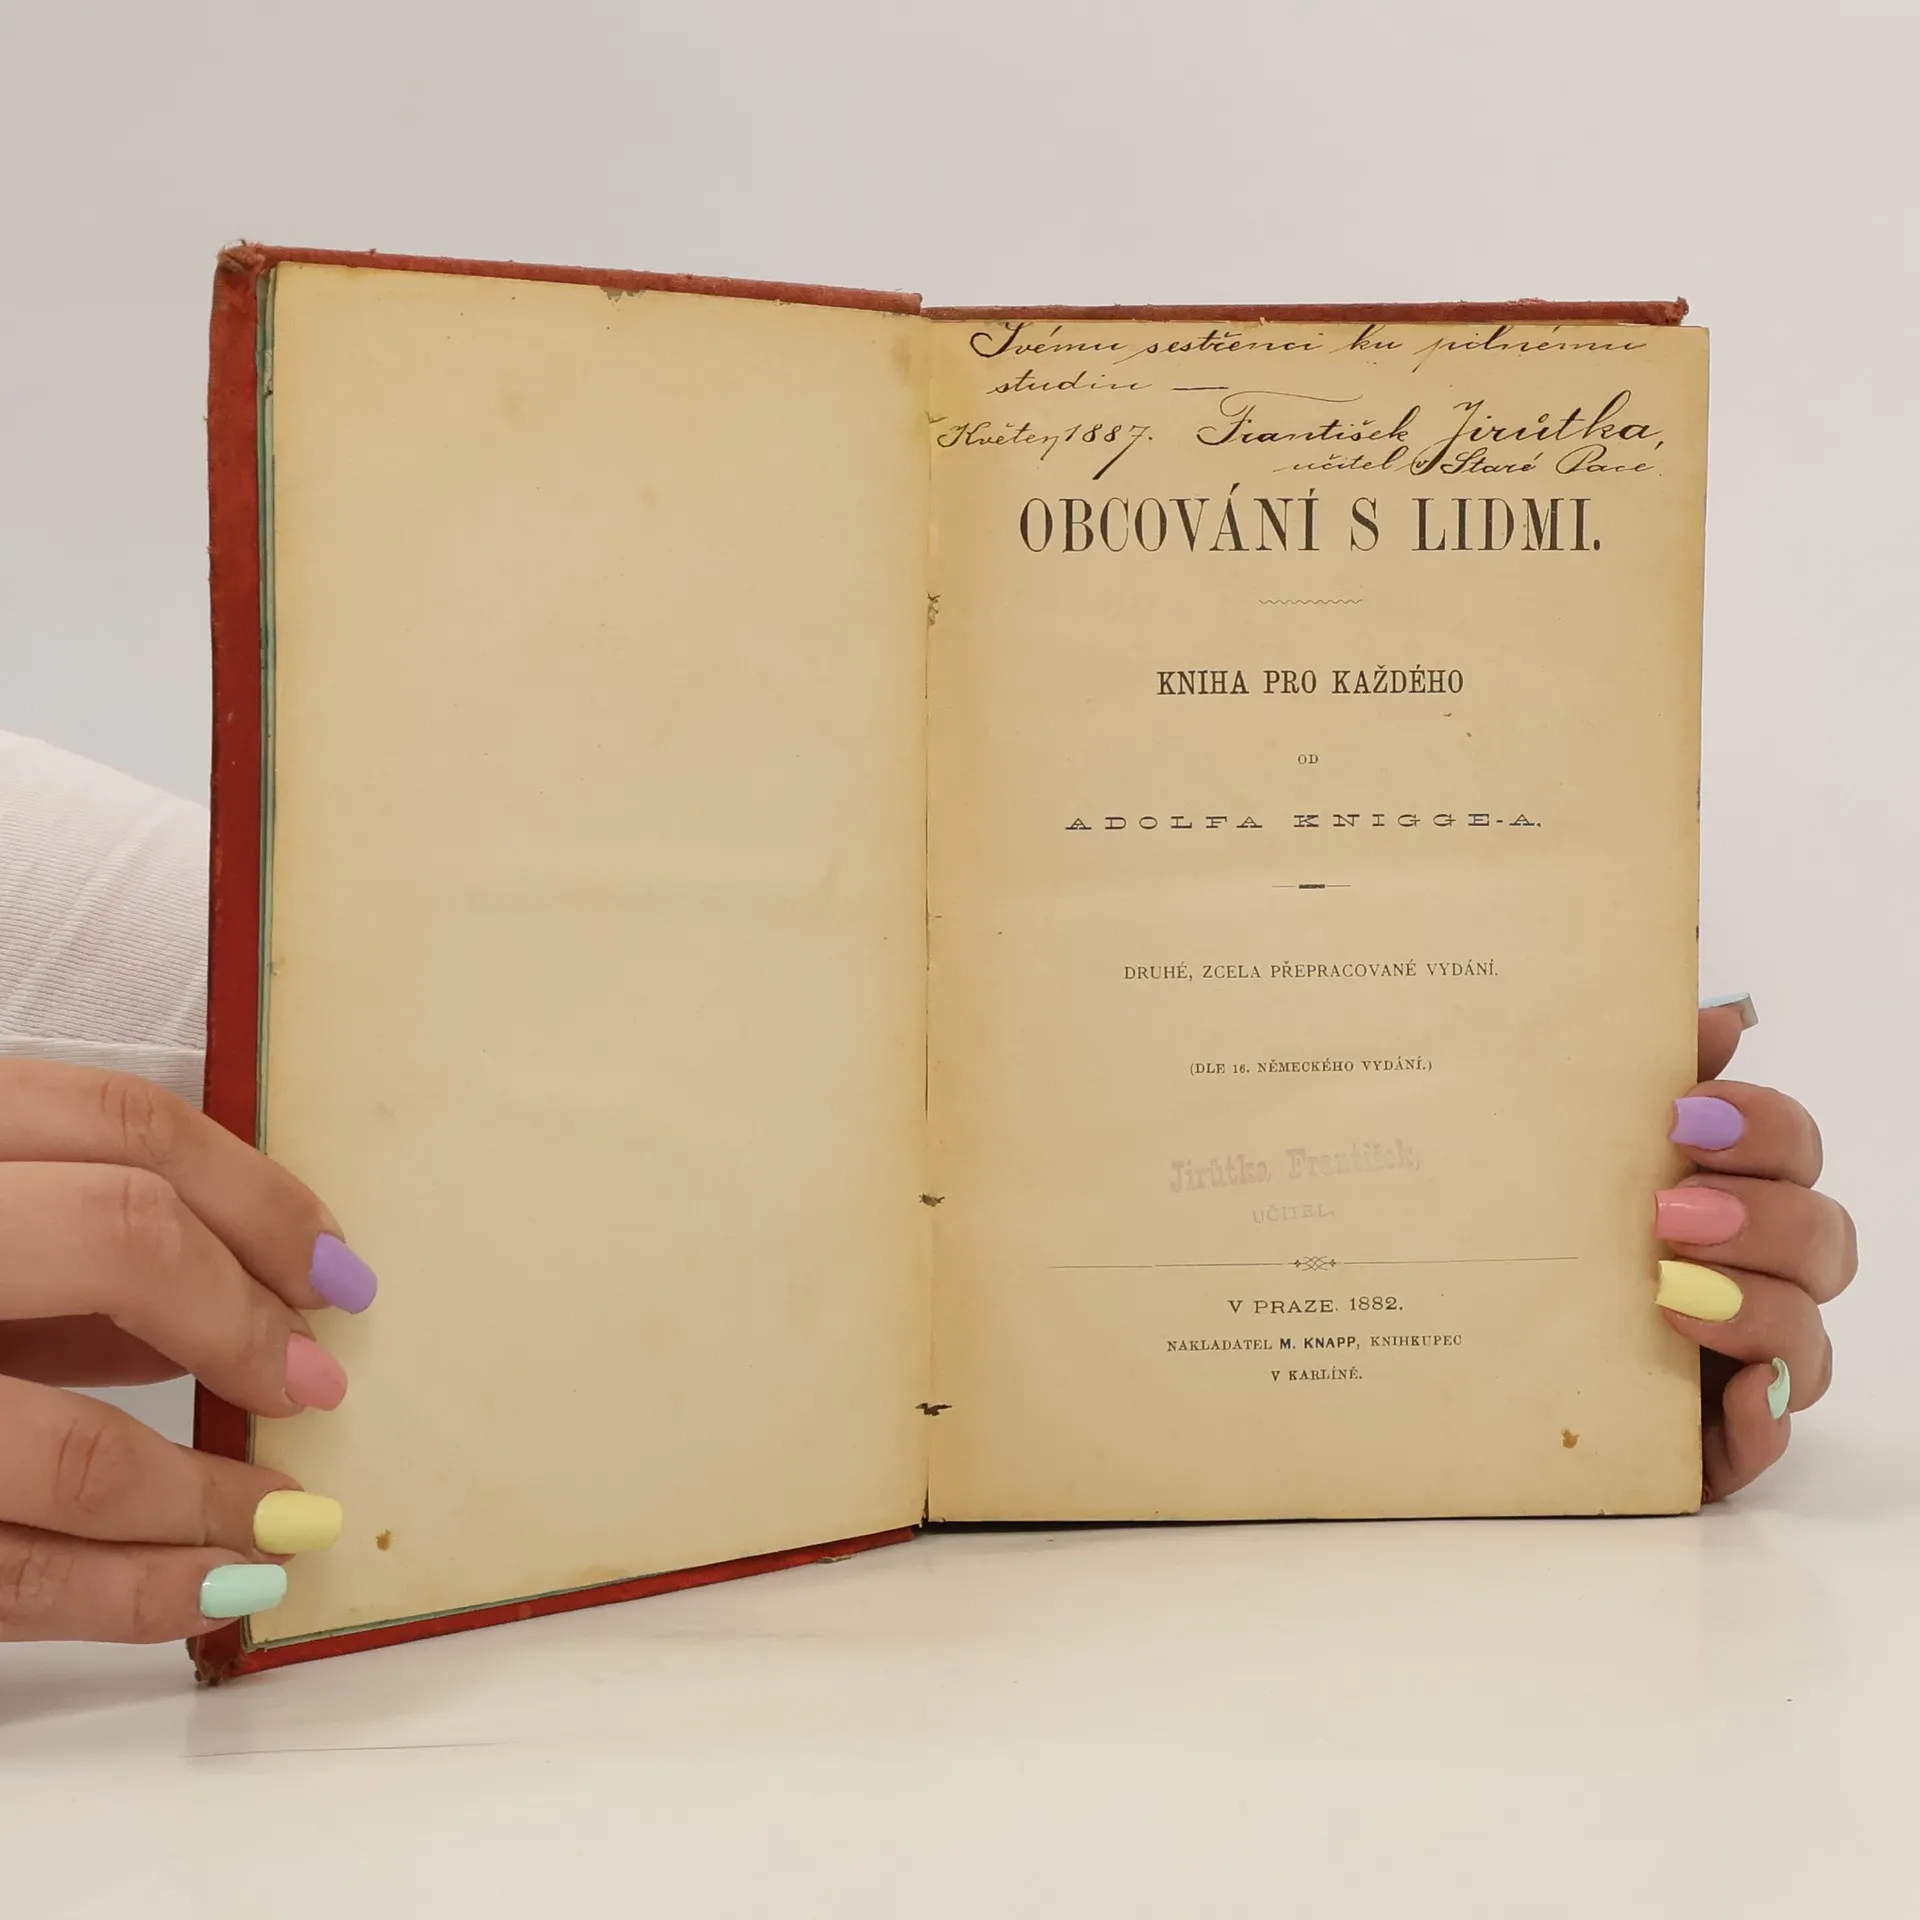 Svému sestřenci ku pilnému
studiu —
Květen 1887. František Jirůtka,
učitel v Staré Pacé.
OBCOVÁNÍ S LIDMI.
KNIHA PRO KAŽDÉHO
OD
ADOLFA KNIGGE-A.
DRUHÉ, ZCELA PŘEPRACOVANÉ VYDÁNÍ.
(DLE 16. NĚMECKÉHO VYDÁNÍ.)
Jirůtka František,
UČITEL.
V PRAZE. 1882.
NAKLADATEL M. KNAPP, KNIHKUPEC
V KARLÍNĚ.